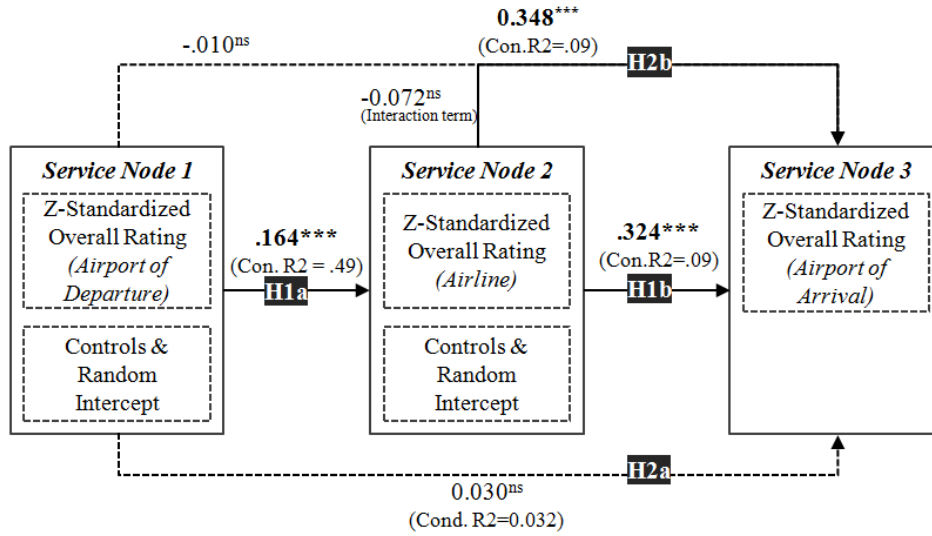 0.348***
-.010ns
(Con.R2=.09)
H2b
-0.072ns
(Interaction term)
Service Node 1
Z-Standardized
Overall Rating
(Airport of
Departure)
Controls &
Random
Intercept
.164***
(Con. R2 = .49)
H1a
Service Node 2
Z-Standardized
Overall Rating
(Airline)
Controls &
Random
Intercept
.324***
(Con. R2=.09)
H1b
Service Node 3
Z-Standardized
Overall Rating
(Airport of
Arrival)
H2a
0.030ns
(Cond. R2=0.032)